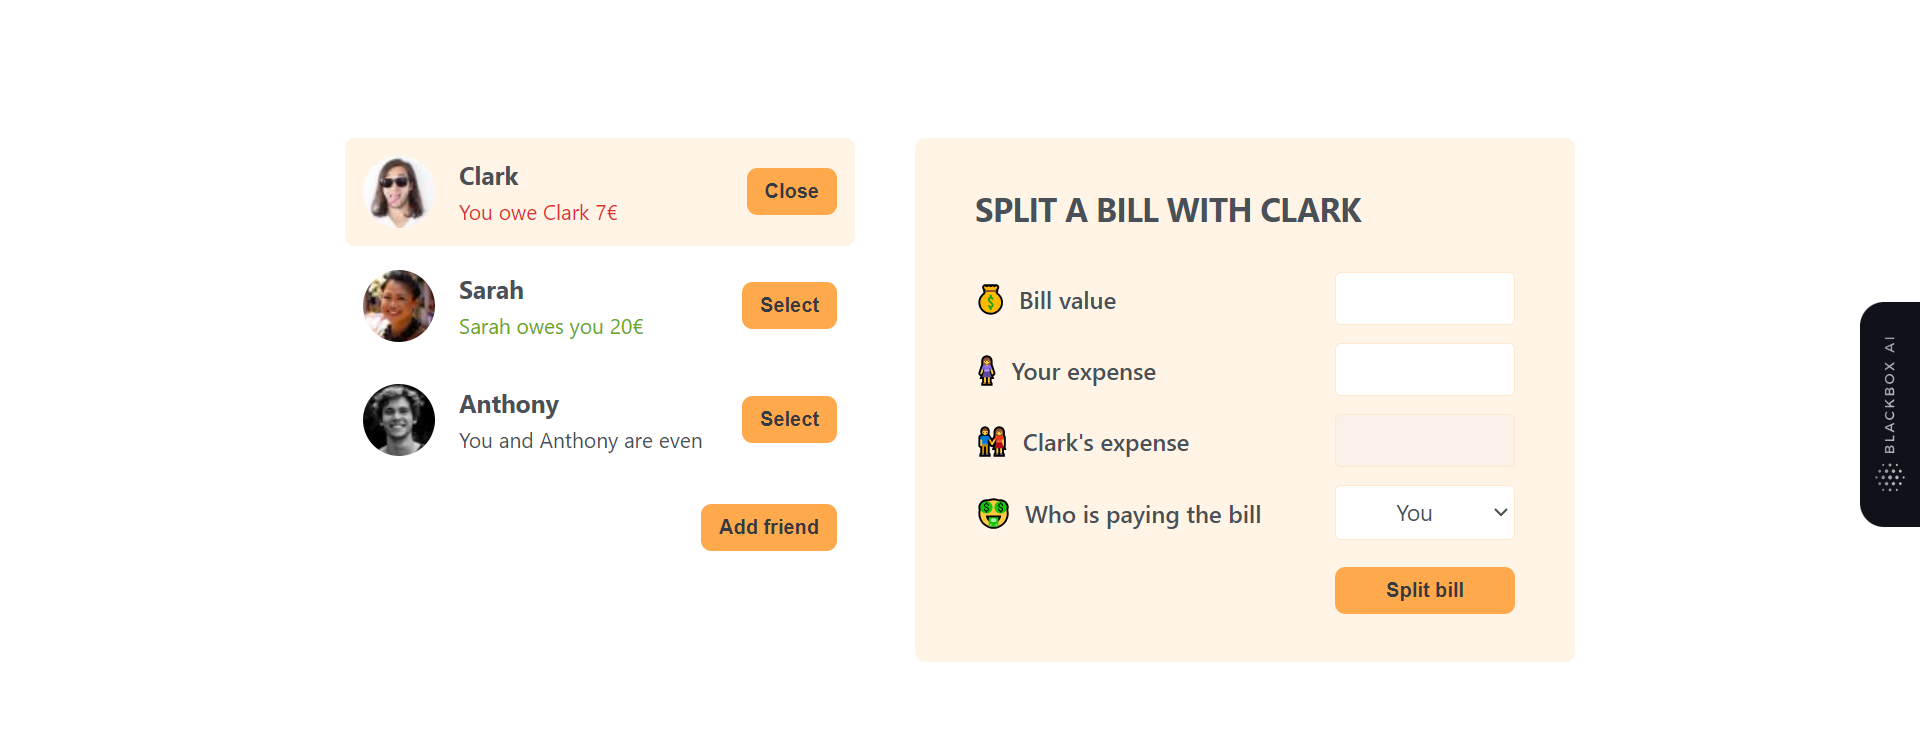 Clark
You owe Clark 7€
Close
Sarah
Sarah owes you 20€
Select
Anthony
You and Anthony are even
Select
Add friend
SPLIT A BILL WITH CLARK
💰 Bill value
🧍‍♀️ Your expense
👫 Clark's expense
🤑 Who is paying the bill
You
Split bill
BLACKBOX AI